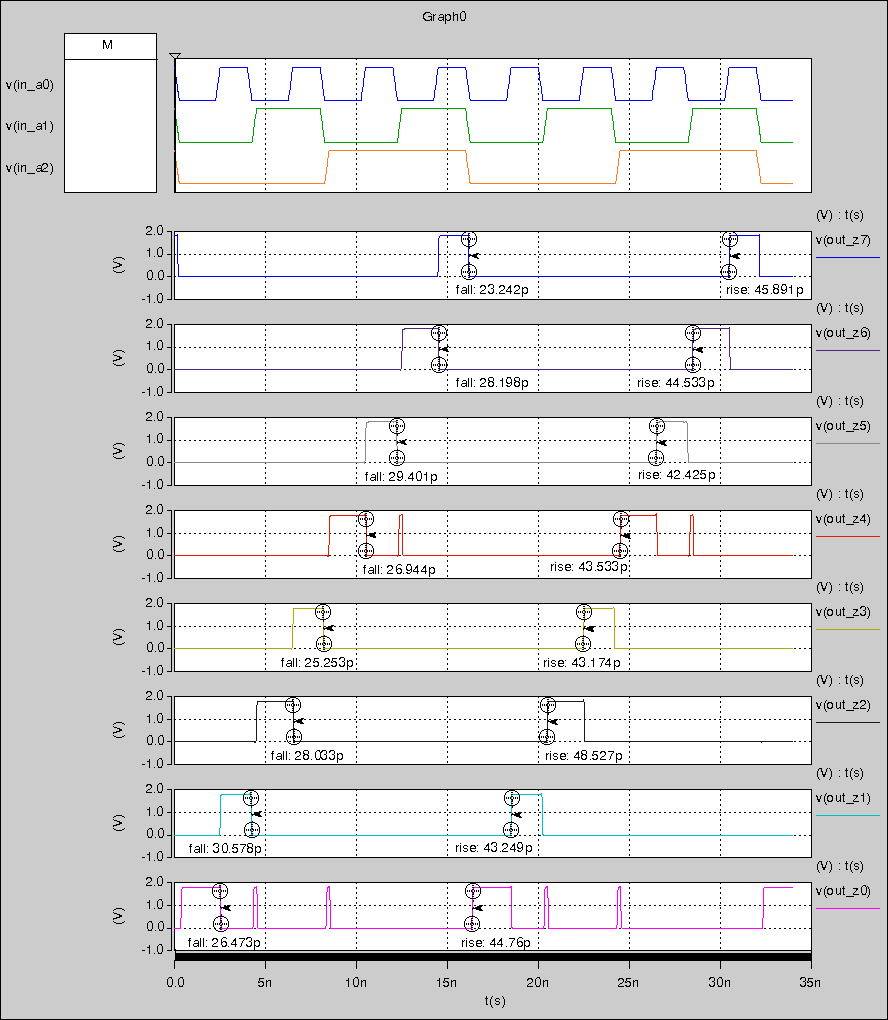 Graph0
M
v(in_a0)
v(in_a1)
v(in_a2)
(V) : t(s)
v(out_z7)
2.0
1.0
0.0
-1.0
(V)
fall: 23.242p
rise: 45.891p
(V) : t(s)
v(out_z6)
2.0
1.0
0.0
-1.0
(V)
fall: 28.198p
rise: 44.533p
(V) : t(s)
v(out_z5)
2.0
1.0
0.0
-1.0
(V)
fall: 29.401p
rise: 42.425p
(V) : t(s)
v(out_z4)
2.0
1.0
0.0
-1.0
(V)
fall: 26.944p
rise: 43.533p
(V) : t(s)
v(out_z3)
2.0
1.0
0.0
-1.0
(V)
fall: 25.253p
rise: 43.174p
(V) : t(s)
v(out_z2)
2.0
1.0
0.0
-1.0
(V)
fall: 28.033p
rise: 48.527p
(V) : t(s)
v(out_z1)
2.0
1.0
0.0
-1.0
(V)
fall: 30.578p
rise: 43.249p
(V) : t(s)
v(out_z0)
2.0
1.0
0.0
-1.0
(V)
fall: 26.473p
rise: 44.76p
0.0 5n 10n 15n 20n 25n 30n 35n
t(s)